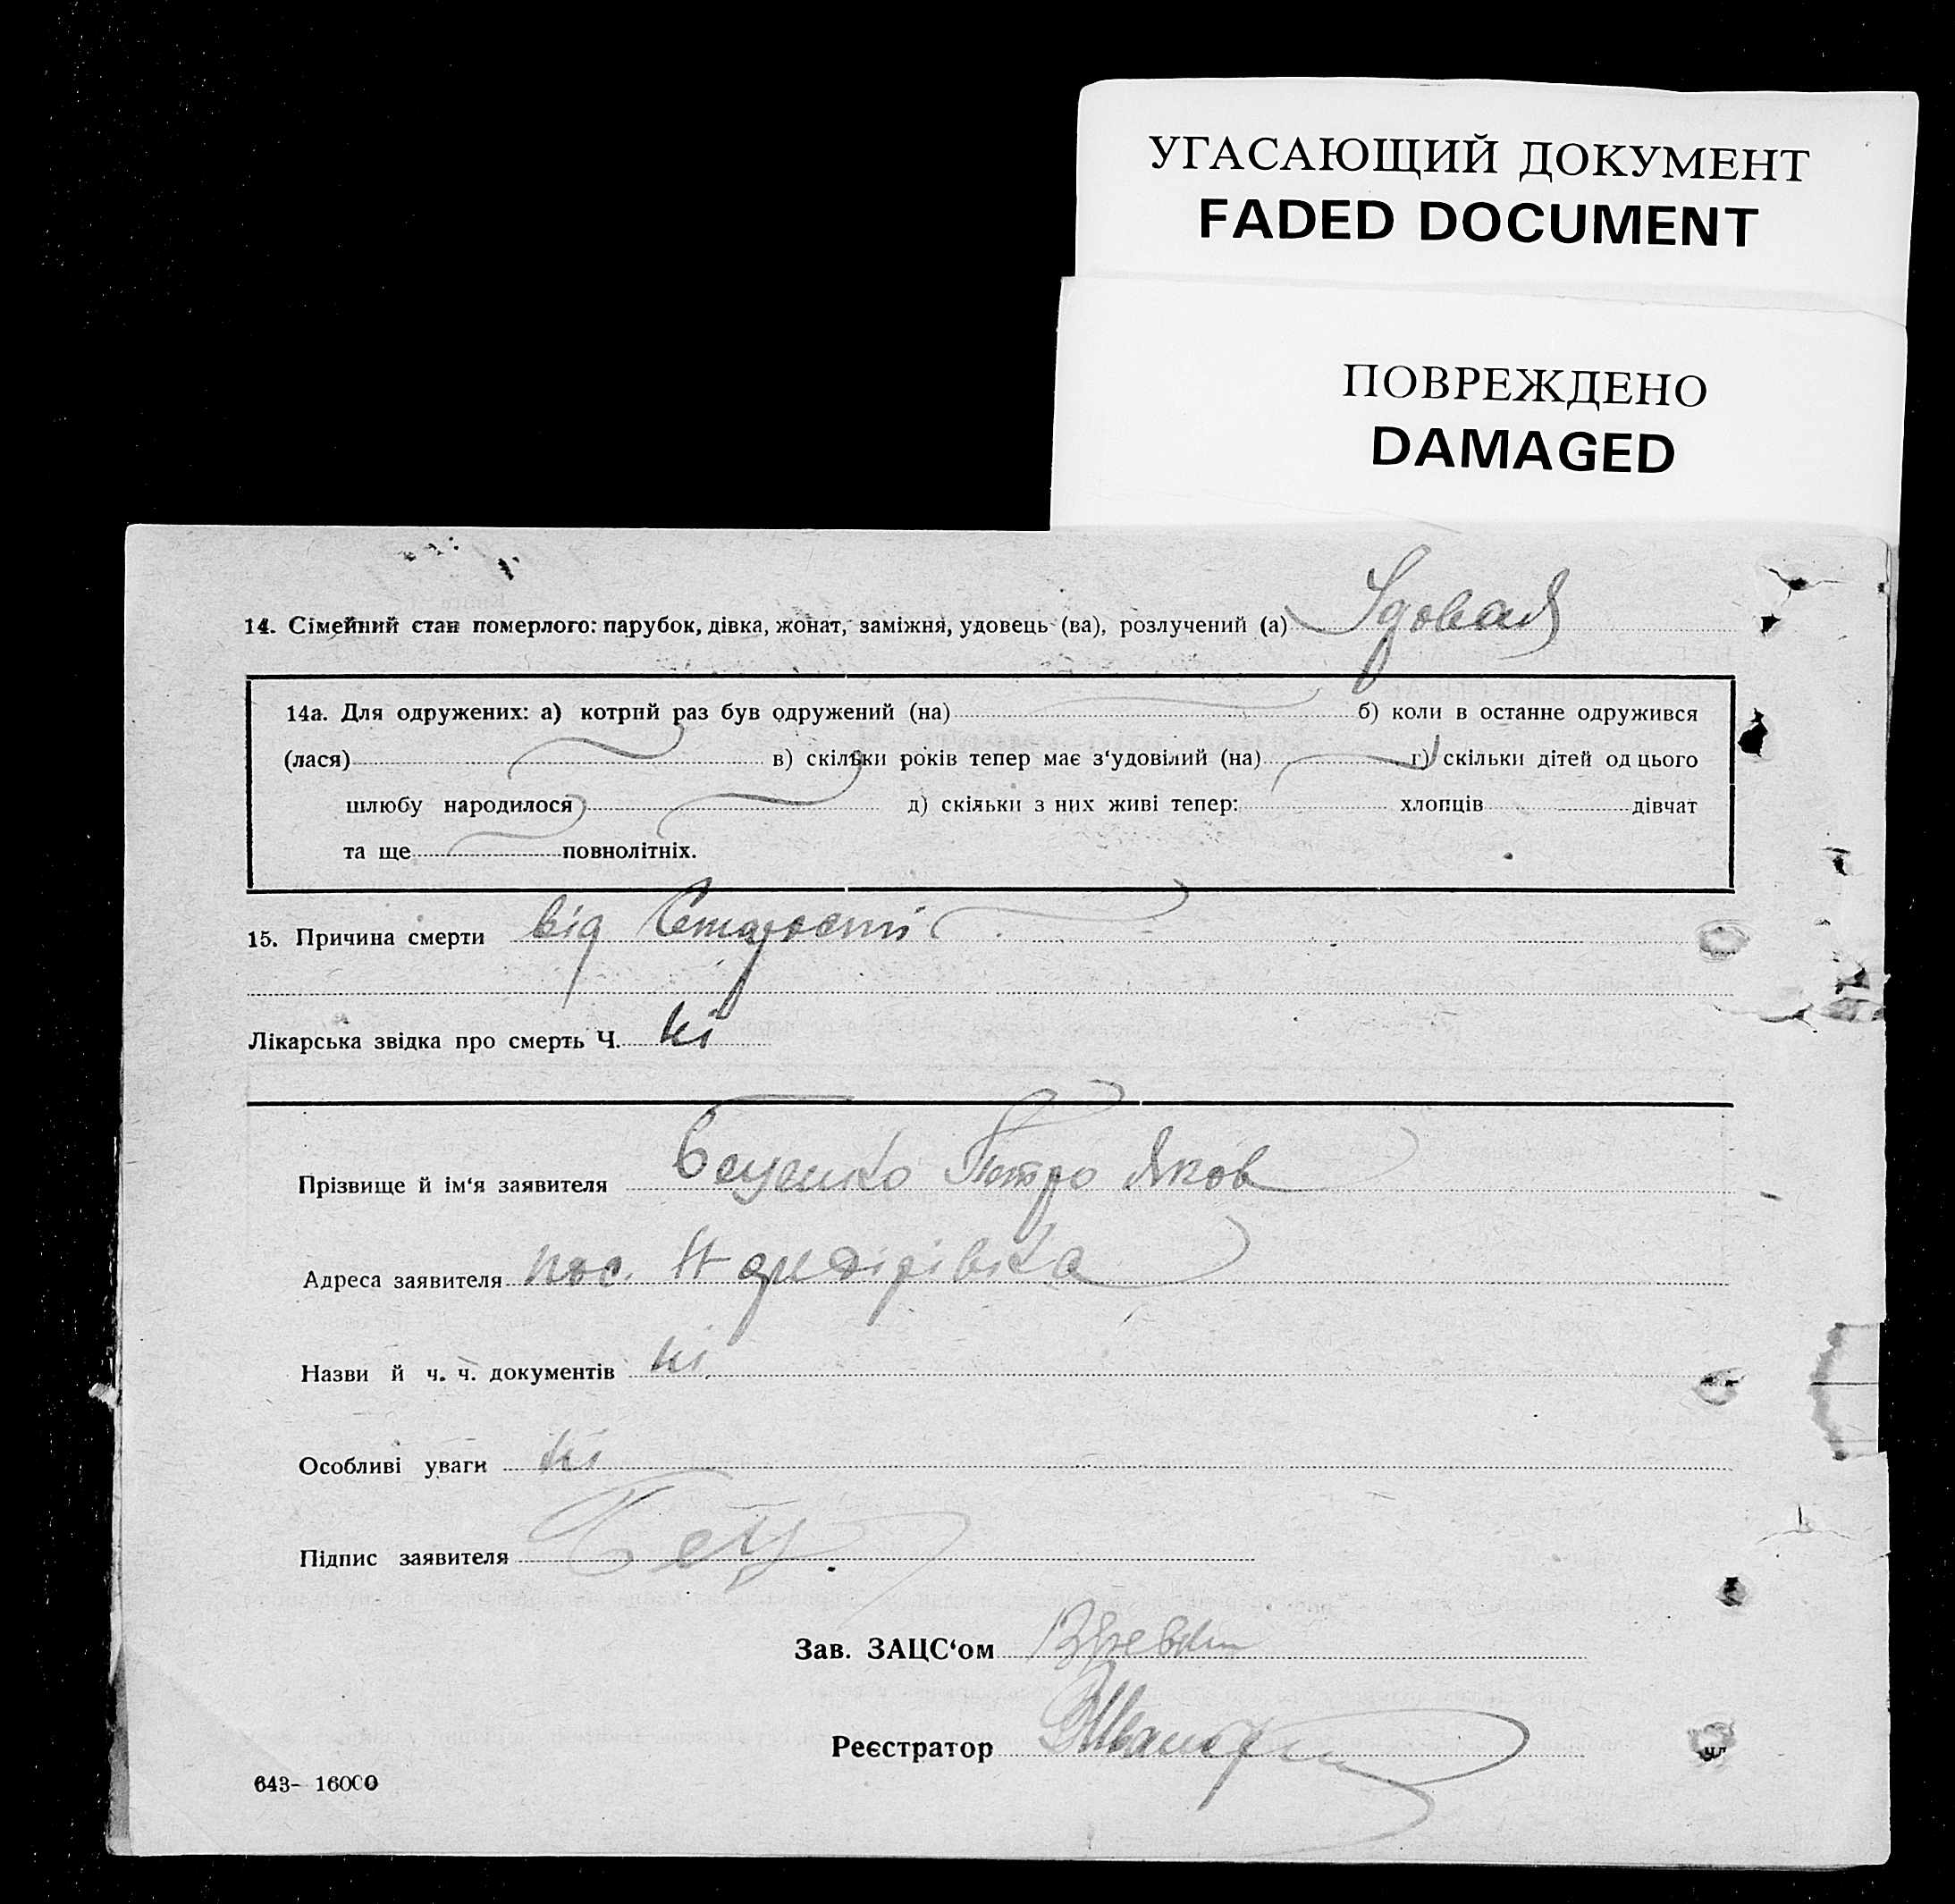 УГАСАЮЩИЙ ДОКУМЕНТ
FADED DOCUMENT
ПОВРЕЖДЕНО
DAMAGED
14. Сімейний стан померлого: парубок, дівка, жонат, заміжня, удовець (ва), розлучений (а)
14а. Для одружених: а) котрий раз був одружений (на) б) коли в останне одружився
(лася) в) скільки років тепер має з‘удовілий (на) г) скільки дітей од цього
шлюбу народилося д) скільки з них живі тепер: хлопців дівчат
та ще повнолітніх.
15. Причина смерти від Старости
Лікарська звідка про смерть Ч. ні
Прізвище й ім‘я заявителя Петро Яков
Адреса заявителя пос.
Назви й ч. ч. документів ні
Особливі уваги ні
Підпис заявителя
Зав. ЗАЦС‘ом
Реєстратор
643- 16000